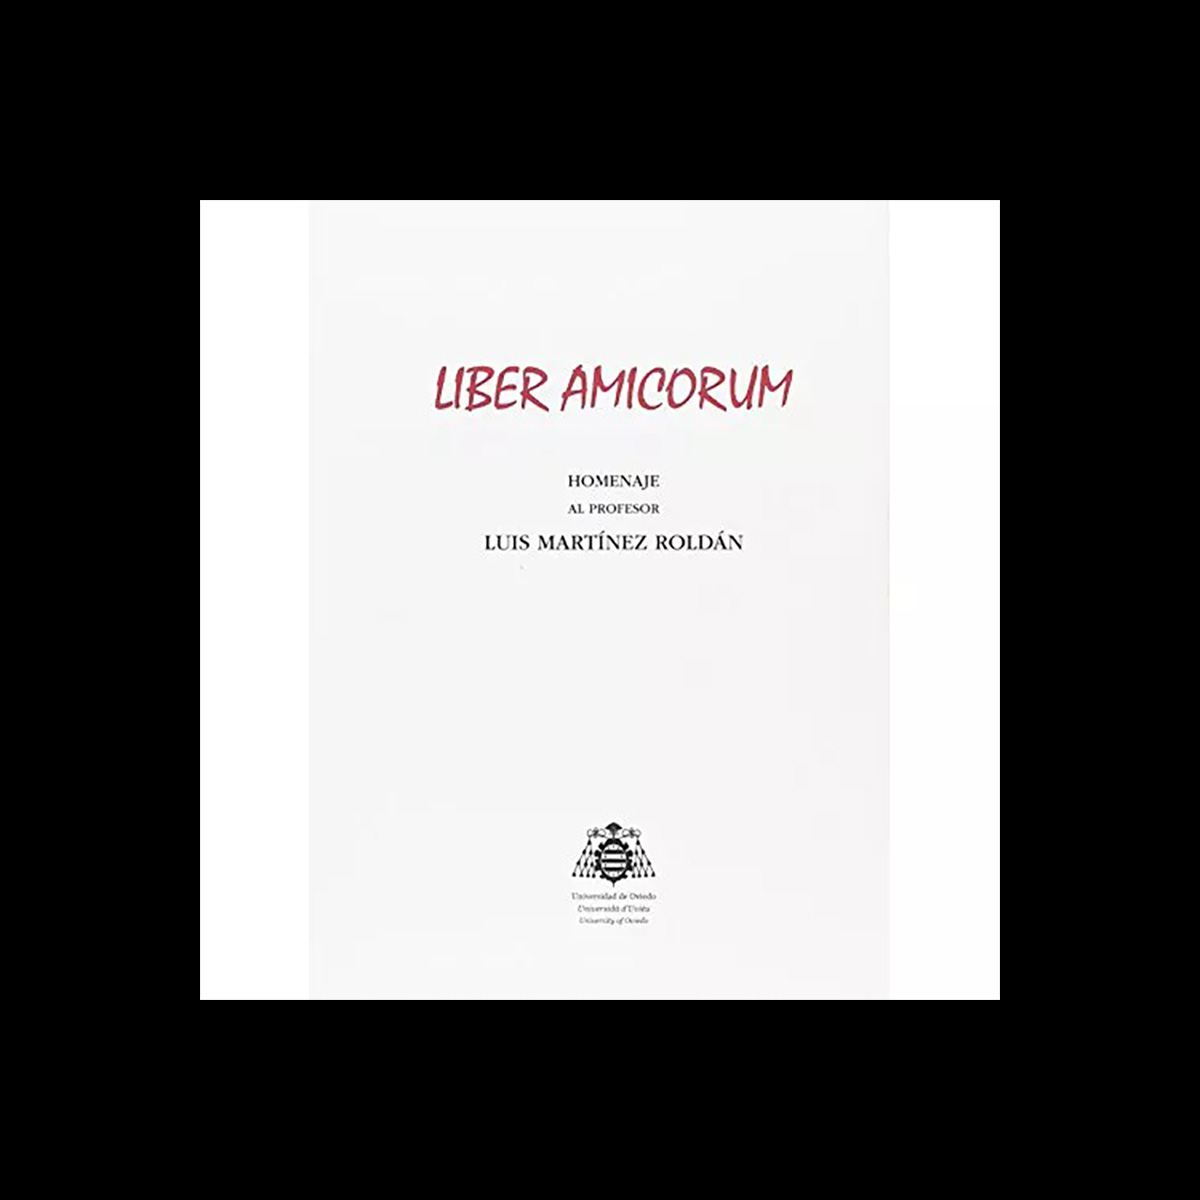 LIBER AMICORUM
HOMENAJE
AL PROFESOR
LUIS MARTÍNEZ ROLDÁN
Universidad de Oviedo
Universidá d'Uviéu
University of Oviedo